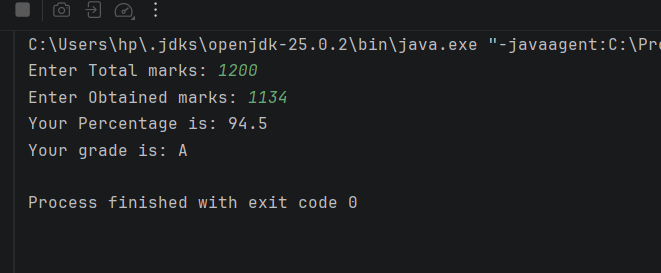 C:\Users\hp\.jdks\openjdk-25.0.2\bin\java.exe "-javaagent:C:\Pro
Enter Total marks: 1200
Enter Obtained marks: 1134
Your Percentage is: 94.5
Your grade is: A
Process finished with exit code 0